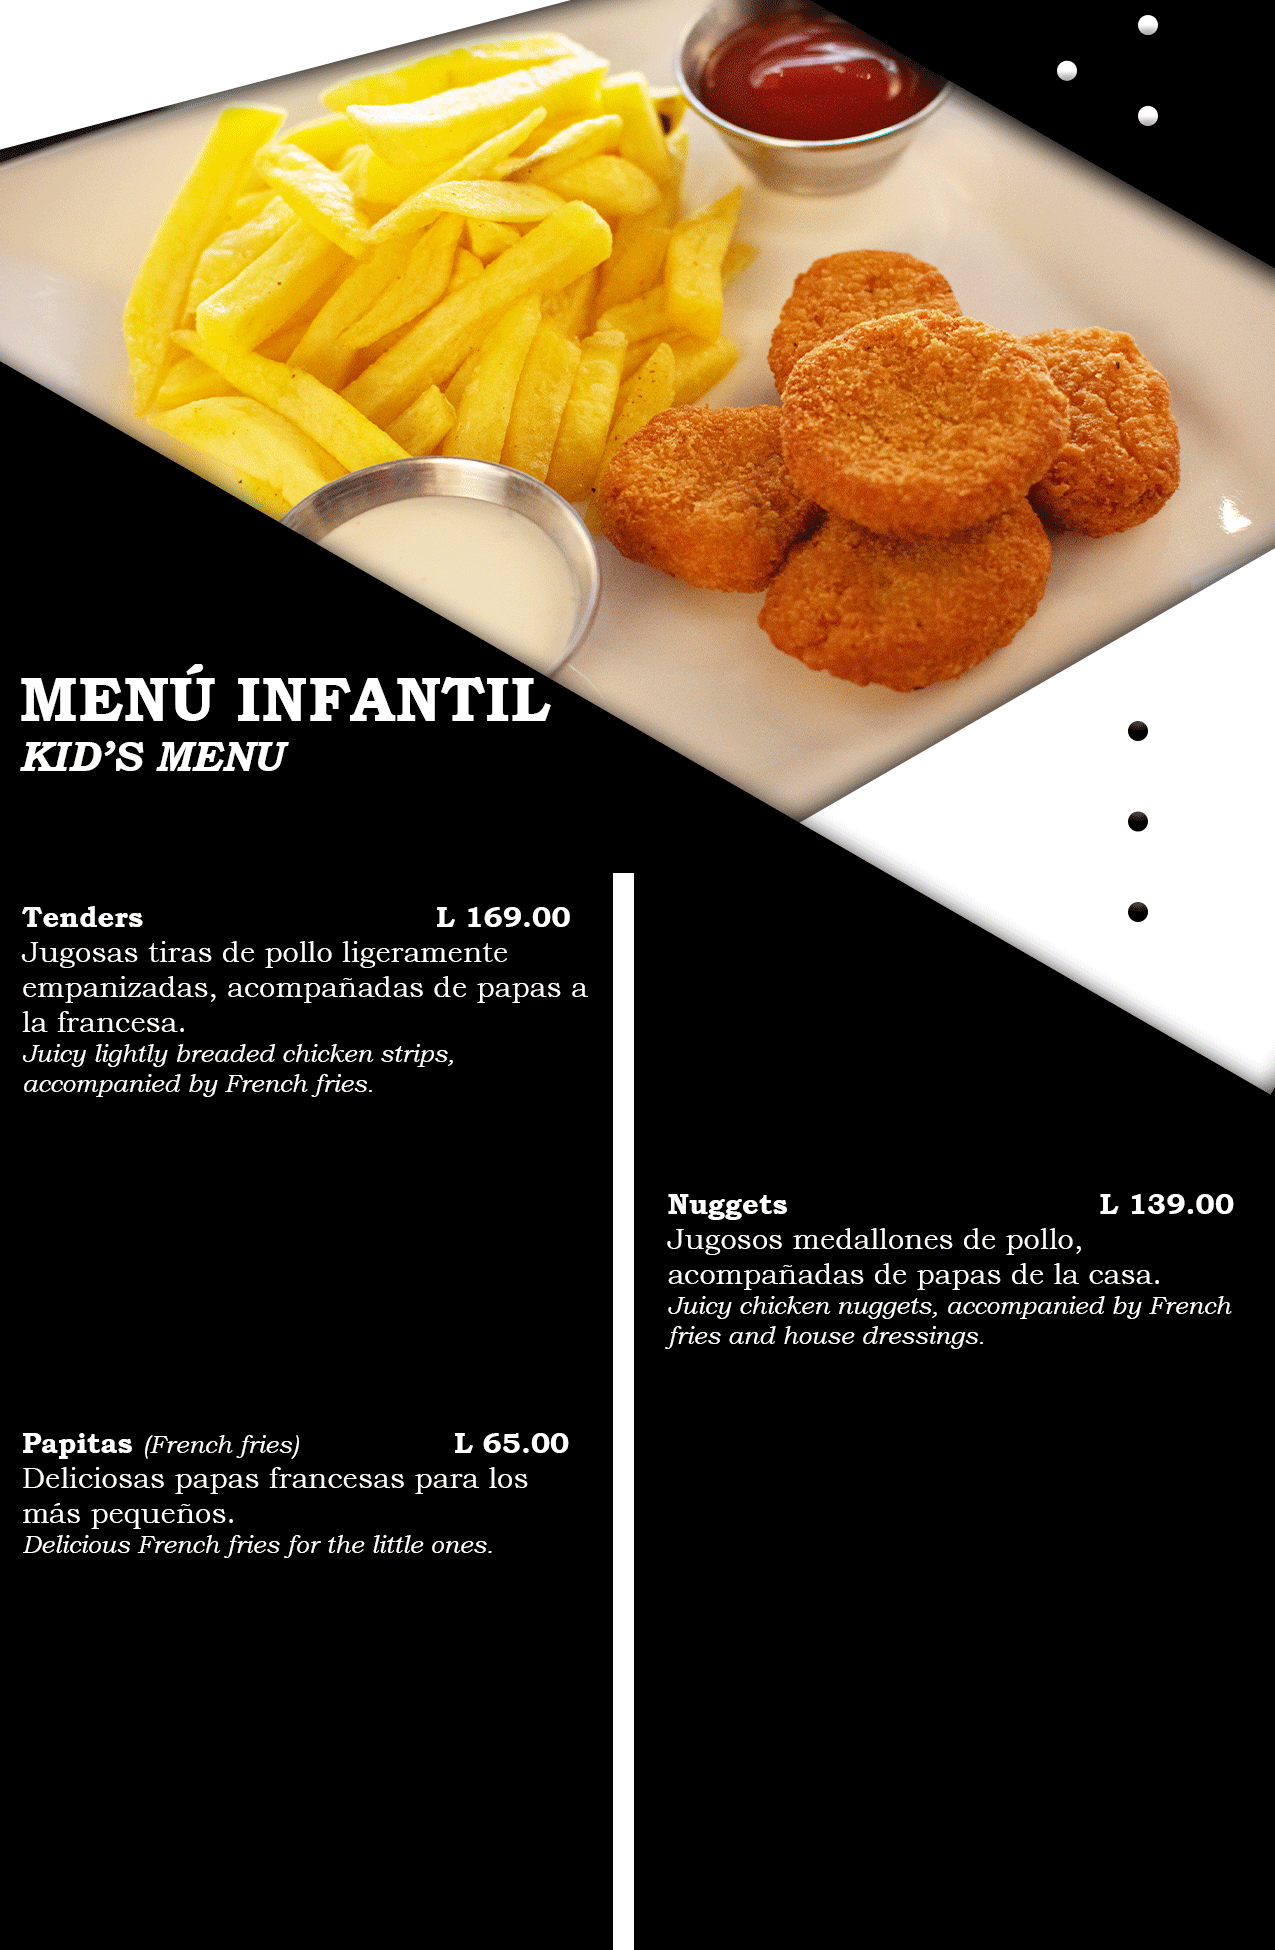 MENÚ INFANTIL
KID'S MENU
Tenders L 169.00
Jugosas tiras de pollo ligeramente
empanizadas, acompañadas de papas a
la francesa.
Juicy lightly breaded chicken strips,
accompanied by French fries.
Papitas (French fries) L 65.00
Deliciosas papas francesas para los
más pequeños.
Delicious French fries for the little ones.
Nuggets L 139.00
Jugosos medallones de pollo,
acompañadas de papas de la casa.
Juicy chicken nuggets, accompanied by French
fries and house dressings.